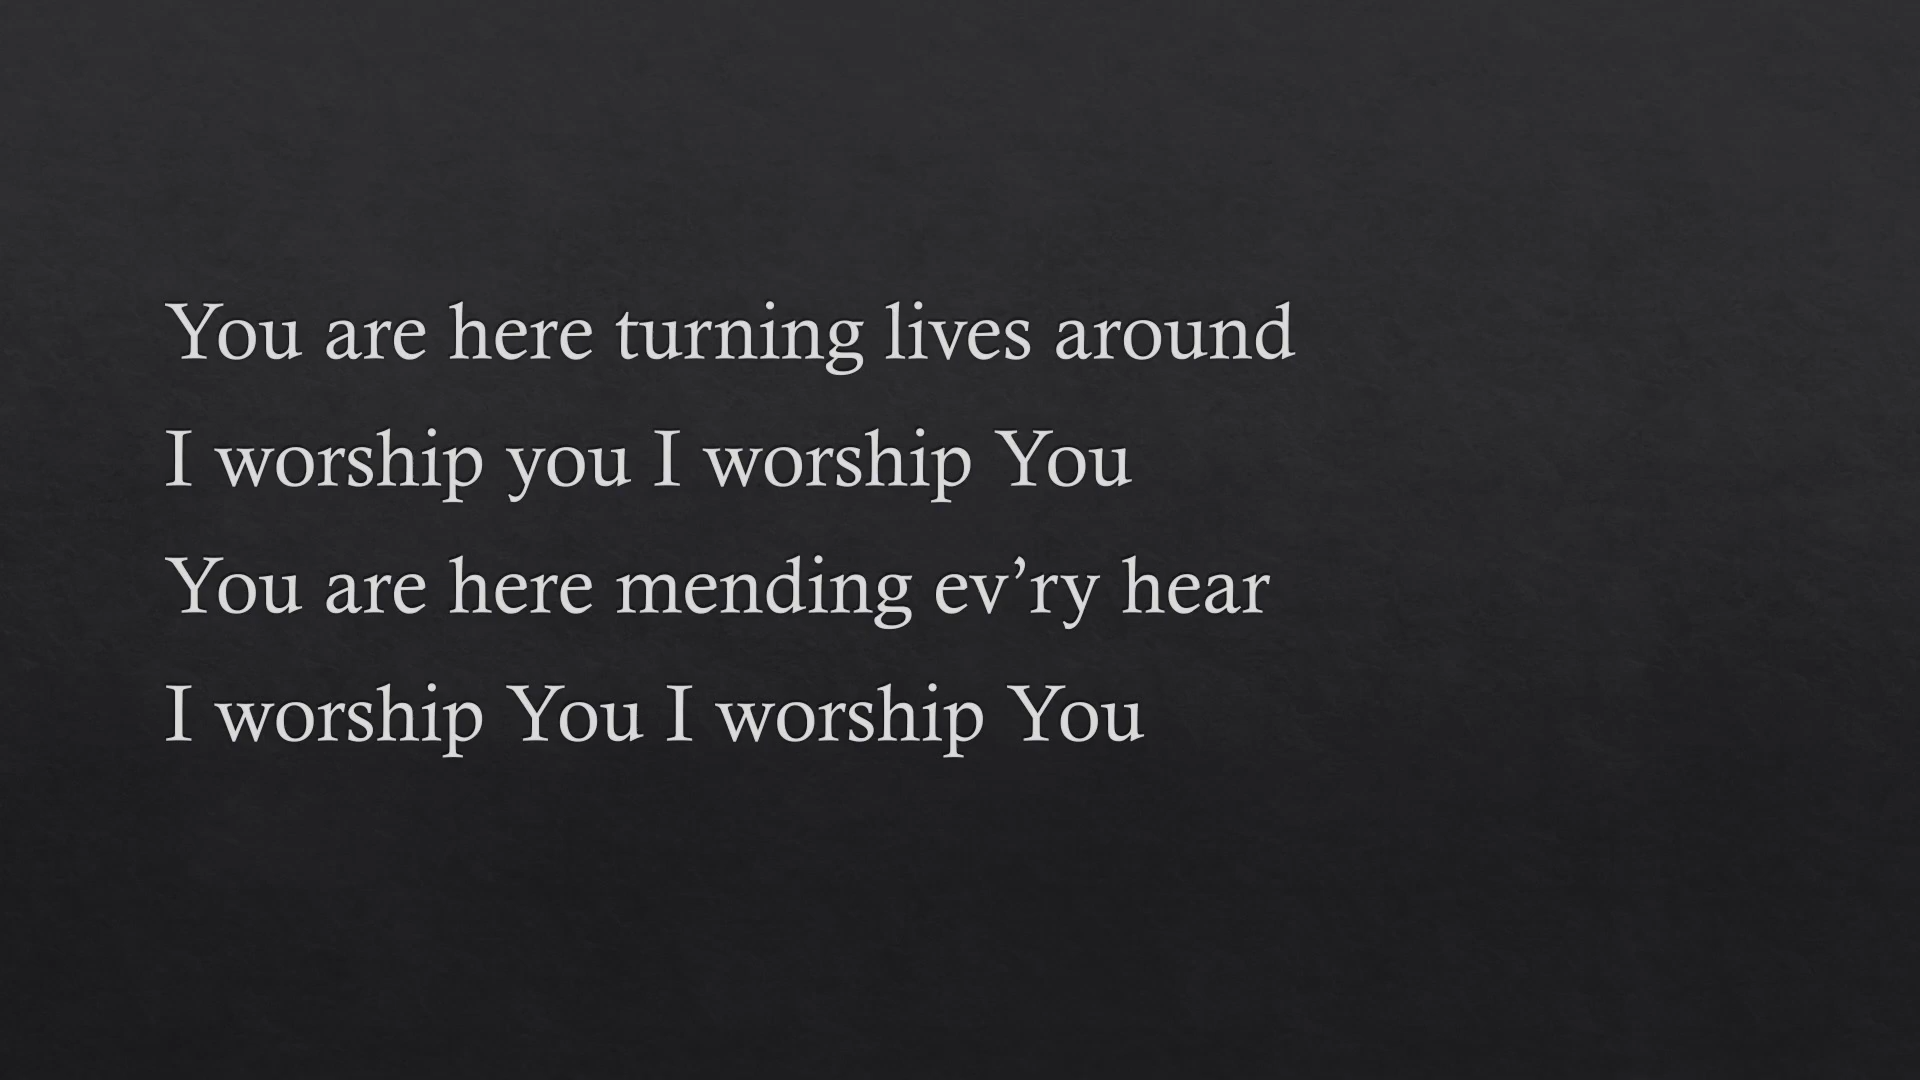 You are here turning lives around
I worship you I worship You
You are here mending ev’ry hear
I worship You I worship You